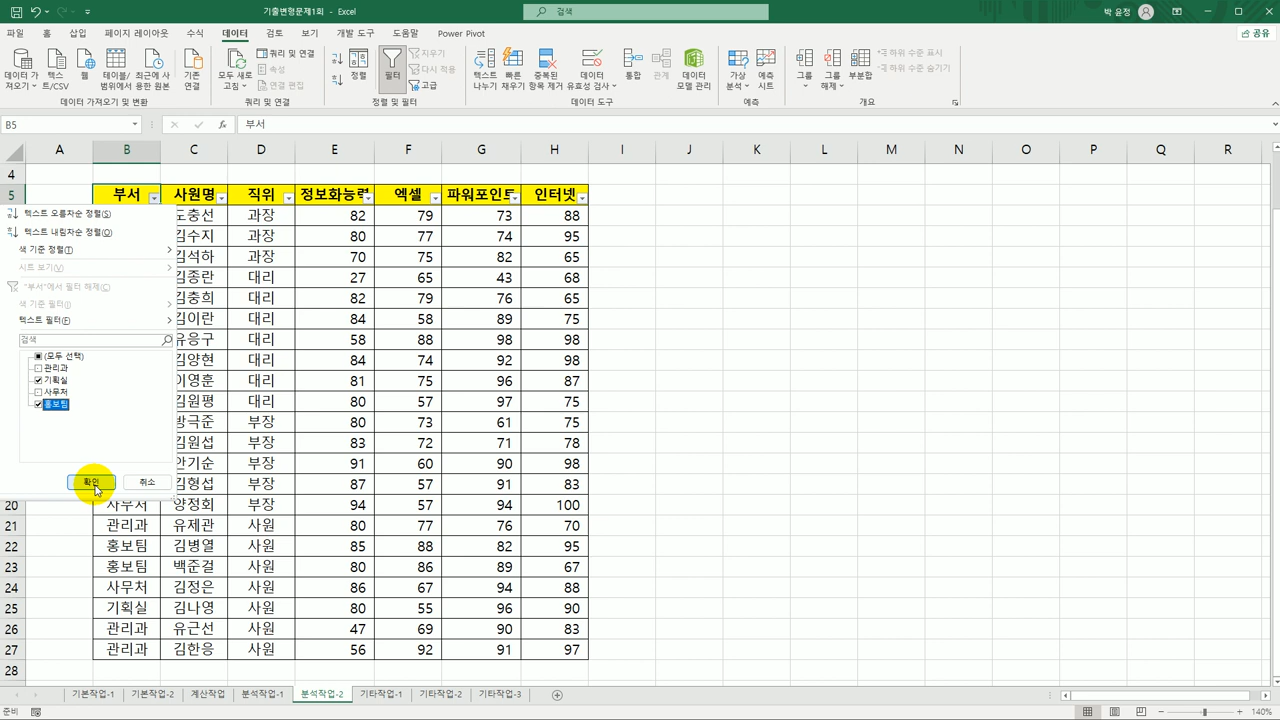 기출변형문제1회 - Excel
검색
박 윤정
파일 홈 삽입 페이지 레이아웃 수식 데이터 검토 보기 개발 도구 도움말 Power Pivot
공유
데이터 가져오기
텍스트/CSV
웹
테이블/범위에서
최근에 사용한 원본
기존 연결
데이터 가져오기 및 변환
모두 새로 고침
쿼리 및 연결
속성
연결 편집
쿼리 및 연결
정렬
필터
지우기
다시 적용
고급
정렬 및 필터
텍스트 나누기
빠른 채우기
중복된 항목 제거
데이터 유효성 검사
통합
관계
데이터 모델 관리
데이터 도구
가상 분석
예측 시트
예측
그룹
그룹 해제
부분합
하위 수준 표시
하위 수준 숨기기
개요
B5
fx
부서
A B C D E F G H I J K L M N O P Q R
4
5 부서 사원명 직위 정보화능력 엑셀 파워포인트 인터넷
도충선 과장 82 79 73 88
김수지 과장 80 77 74 95
김석하 과장 70 75 82 65
김종란 대리 27 65 43 68
김충희 대리 82 79 76 65
김이란 대리 84 58 89 75
유응구 대리 58 88 98 98
김양현 대리 84 74 92 98
이영훈 대리 81 75 96 87
김원평 대리 80 57 97 75
방극준 부장 80 73 61 75
김원섭 부장 83 72 71 78
안기순 부장 91 60 90 98
김형섭 부장 87 57 91 83
20 사무처 양정회 부장 94 57 94 100
21 관리과 유제관 사원 80 77 76 70
22 홍보팀 김병열 사원 85 88 82 95
23 홍보팀 백준걸 사원 80 86 89 67
24 사무처 김정은 사원 86 67 94 88
25 기획실 김나영 사원 80 55 96 90
26 관리과 유근선 사원 47 69 90 83
27 관리과 김한응 사원 56 92 91 97
28
텍스트 오름차순 정렬(S)
텍스트 내림차순 정렬(O)
색 기준 정렬(T)
시트 보기(V)
"부서"에서 필터 해제(C)
색 기준 필터(I)
텍스트 필터(F)
검색
(모두 선택)
관리과
기획실
사무처
홍보팀
확인 취소
기본작업-1 기본작업-2 계산작업 분석작업-1 분석작업-2 기타작업-1 기타작업-2 기타작업-3
준비
140%